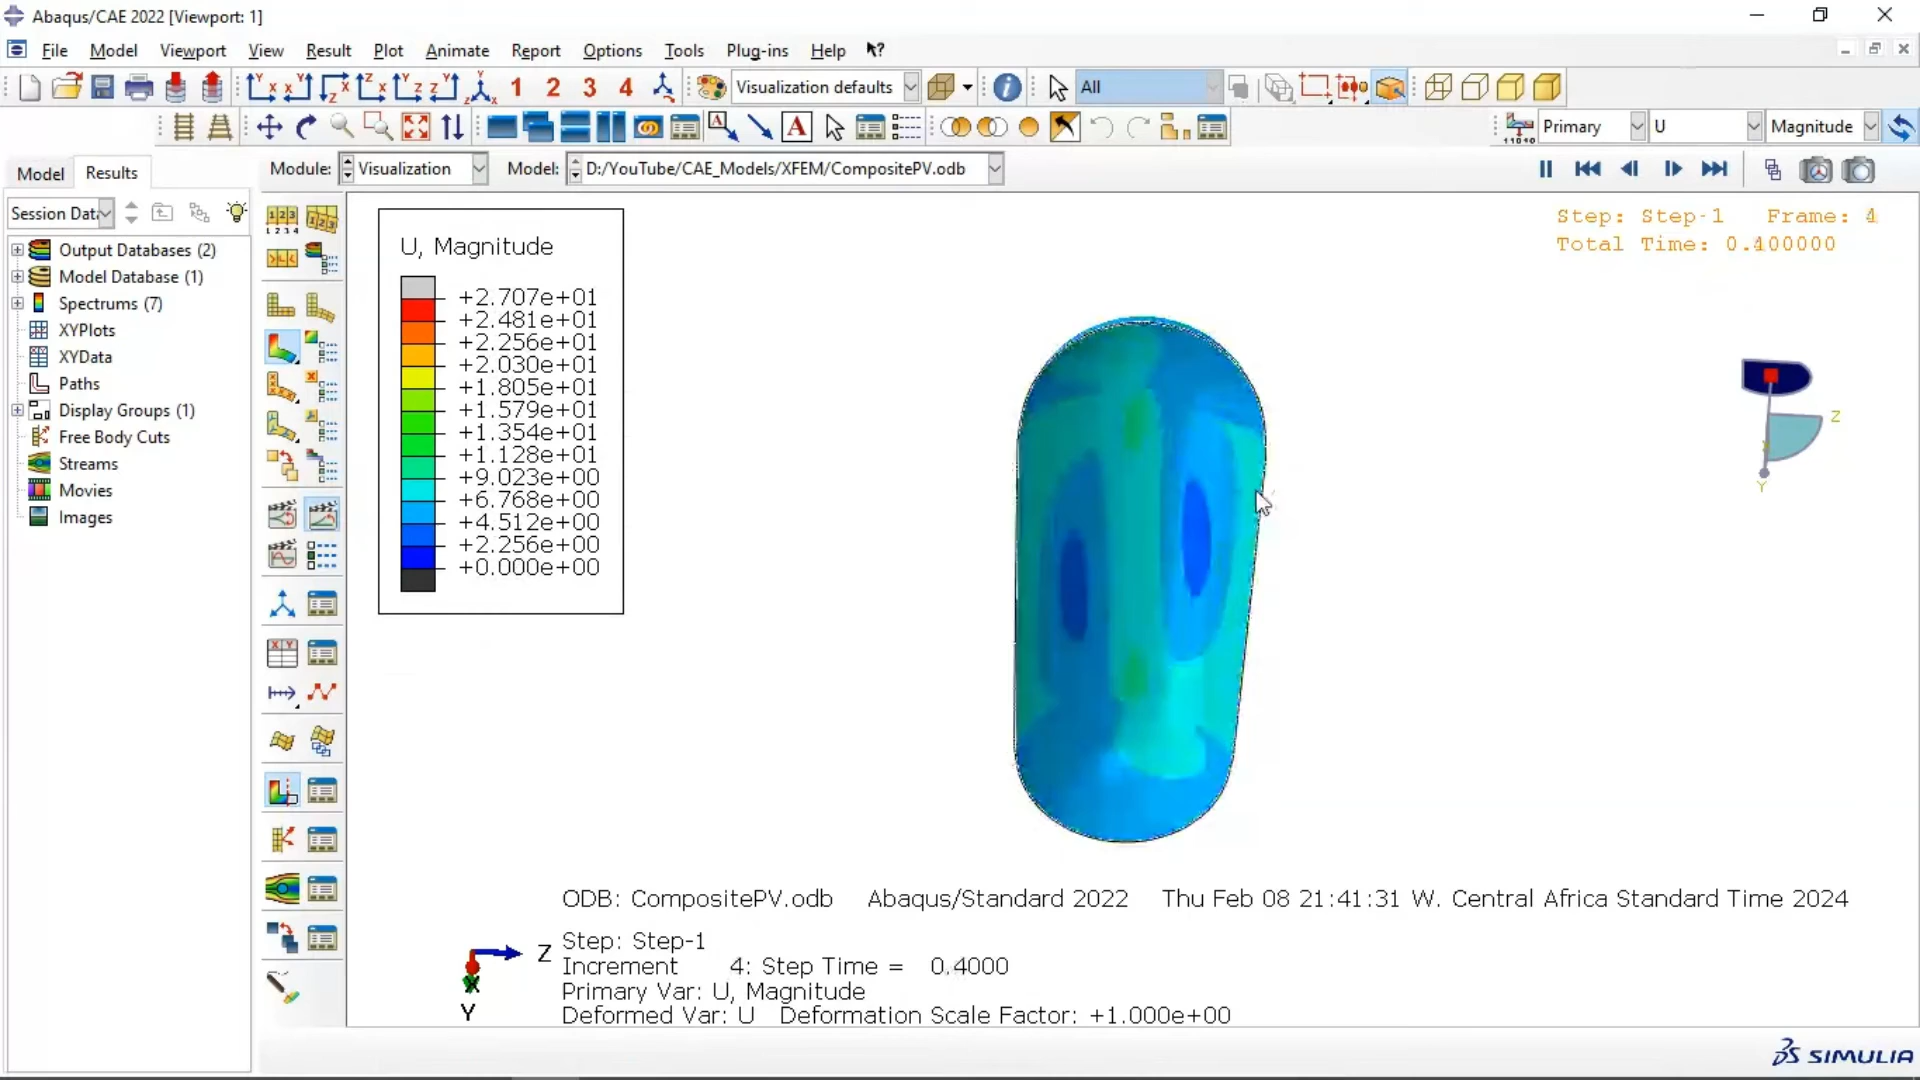 Abaqus/CAE 2022 [Viewport: 1]
File Model Viewport View Result Plot Animate Report Options Tools Plug-ins Help
1 2 3 4 Visualization defaults All
Primary U Magnitude
Model Results Module: Visualization Model: D:/YouTube/CAE_Models/XFEM/CompositePV.odb
Session Data
Output Databases (2)
Model Database (1)
Spectrums (7)
XYPlots
XYData
Paths
Display Groups (1)
Free Body Cuts
Streams
Movies
Images
U, Magnitude
+2.707e+01
+2.481e+01
+2.256e+01
+2.030e+01
+1.805e+01
+1.579e+01
+1.354e+01
+1.128e+01
+9.023e+00
+6.768e+00
+4.512e+00
+2.256e+00
+0.000e+00
Step: Step-1 Frame: 4
Total Time: 0.400000
Z
Y
ODB: CompositePV.odb Abaqus/Standard 2022 Thu Feb 08 21:41:31 W. Central Africa Standard Time 2024
Z
X
Y
Step: Step-1
Increment 4: Step Time = 0.4000
Primary Var: U, Magnitude
Deformed Var: U Deformation Scale Factor: +1.000e+00
SIMULIA